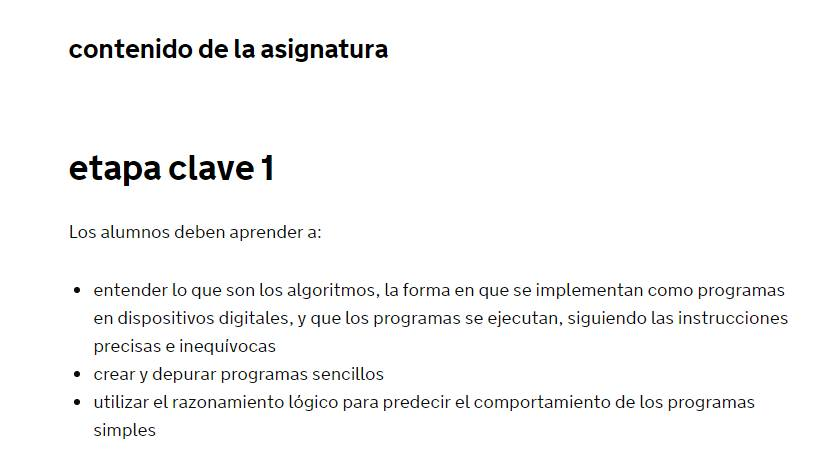 contenido de la asignatura
etapa clave 1
Los alumnos deben aprender a:
• entender lo que son los algoritmos, la forma en que se implementan como programas
en dispositivos digitales, y que los programas se ejecutan, siguiendo las instrucciones
precisas e inequívocas
• crear y depurar programas sencillos
• utilizar el razonamiento lógico para predecir el comportamiento de los programas
simples